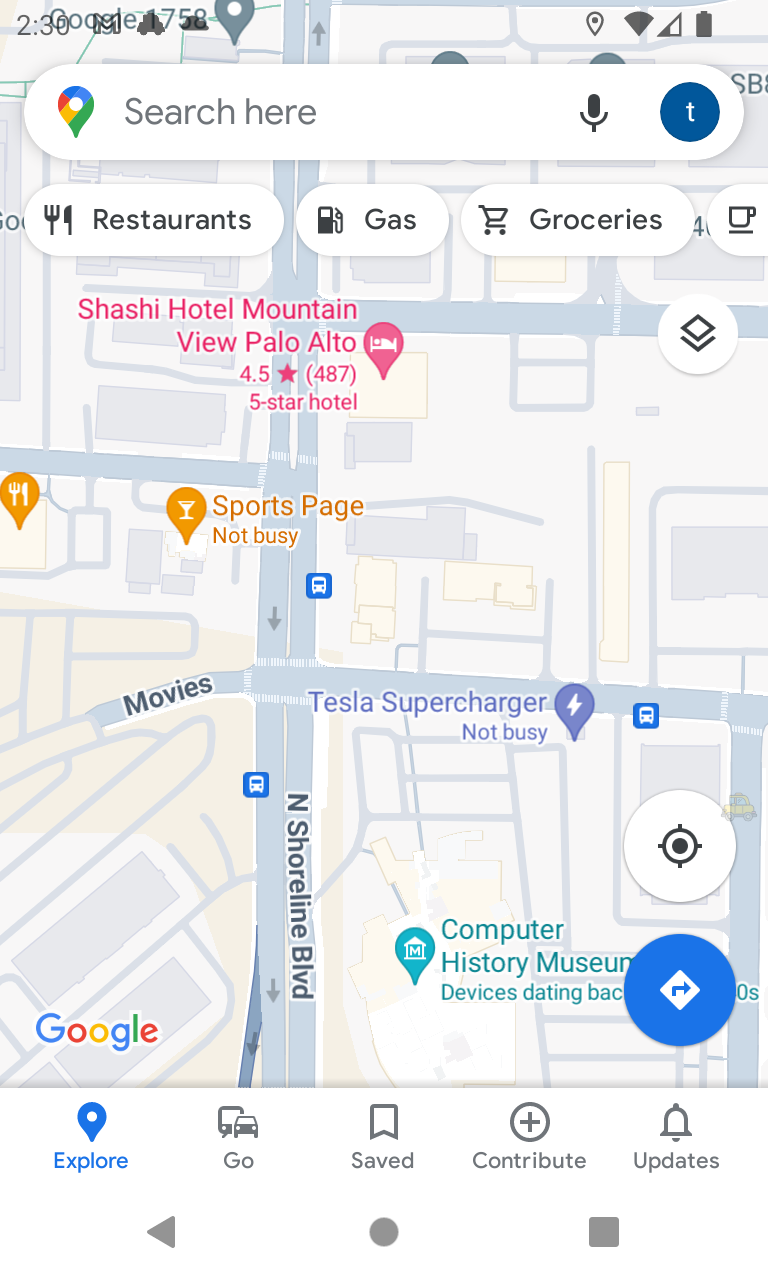 2:30
Google 1758
Search here
t
Restaurants
Gas
Groceries
Shashi Hotel Mountain
View Palo Alto
4.5 ★ (487)
5-star hotel
Sports Page
Not busy
Movies
Tesla Supercharger
Not busy
N Shoreline Blvd
Computer
History Museum
Devices dating bac
0s
Google
Explore
Go
Saved
Contribute
Updates